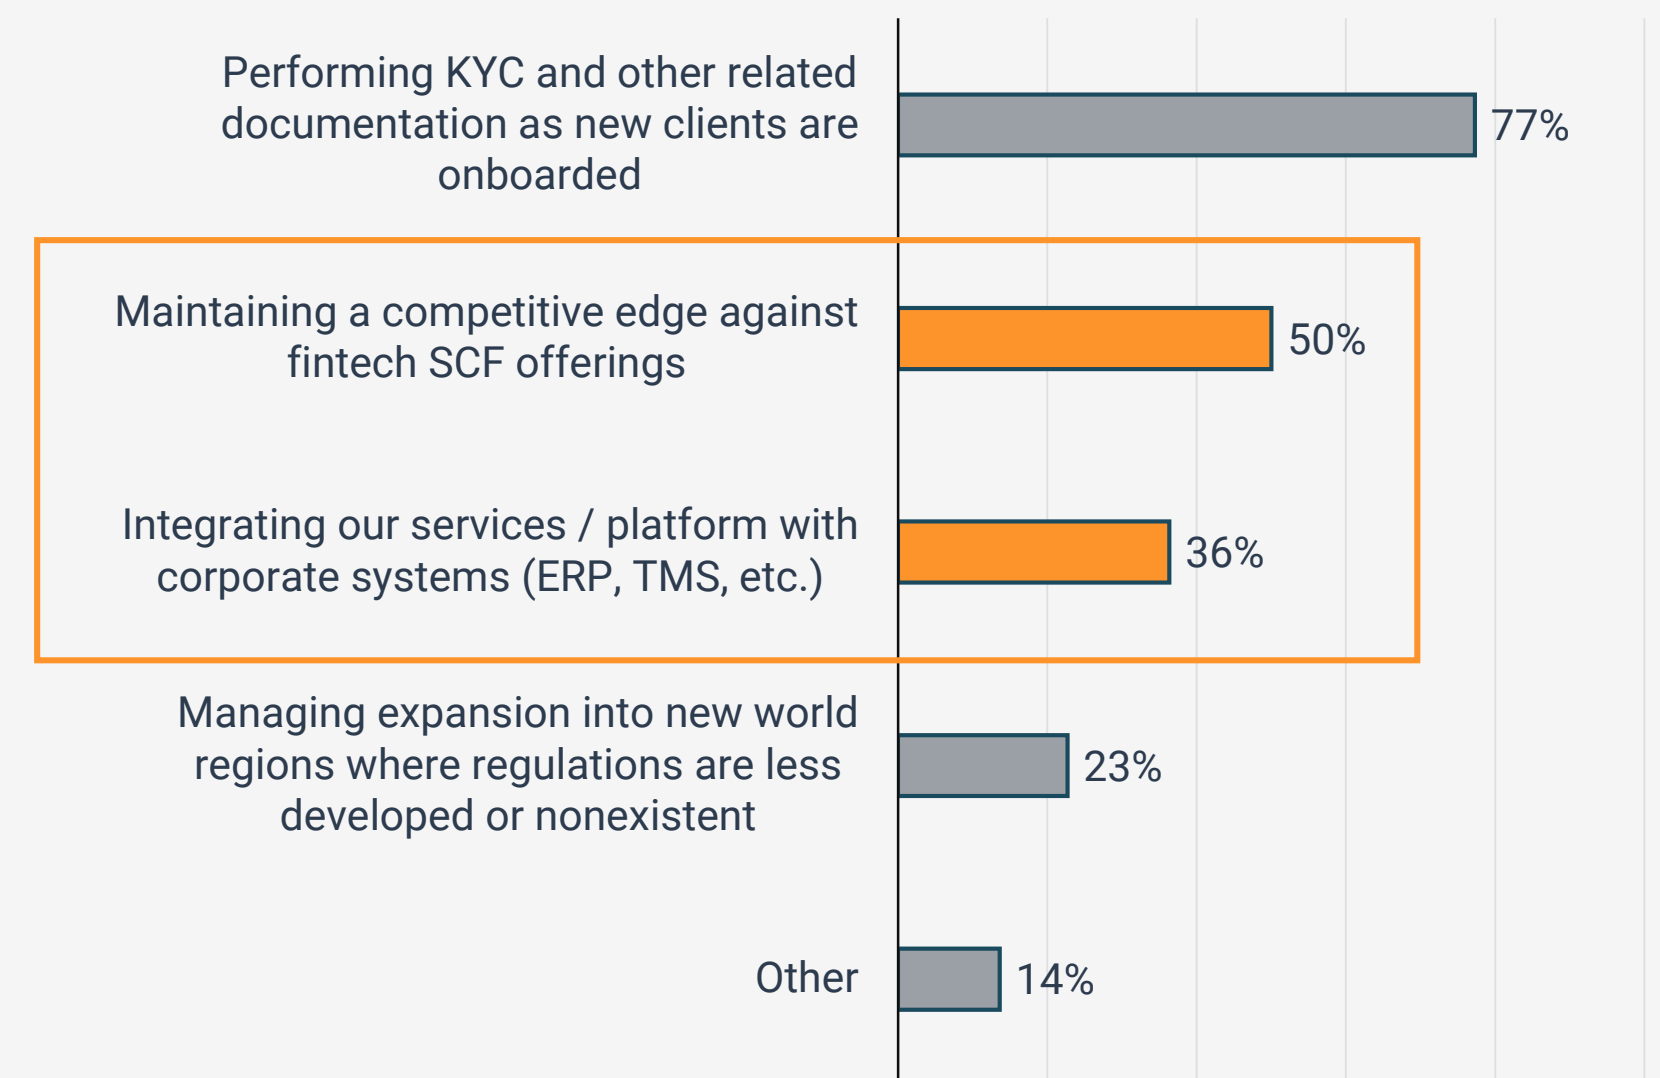 Performing KYC and other related
documentation as new clients are
onboarded
77%
Maintaining a competitive edge against
fintech SCF offerings
50%
Integrating our services / platform with
corporate systems (ERP, TMS, etc.)
36%
Managing expansion into new world
regions where regulations are less
developed or nonexistent
23%
Other
14%